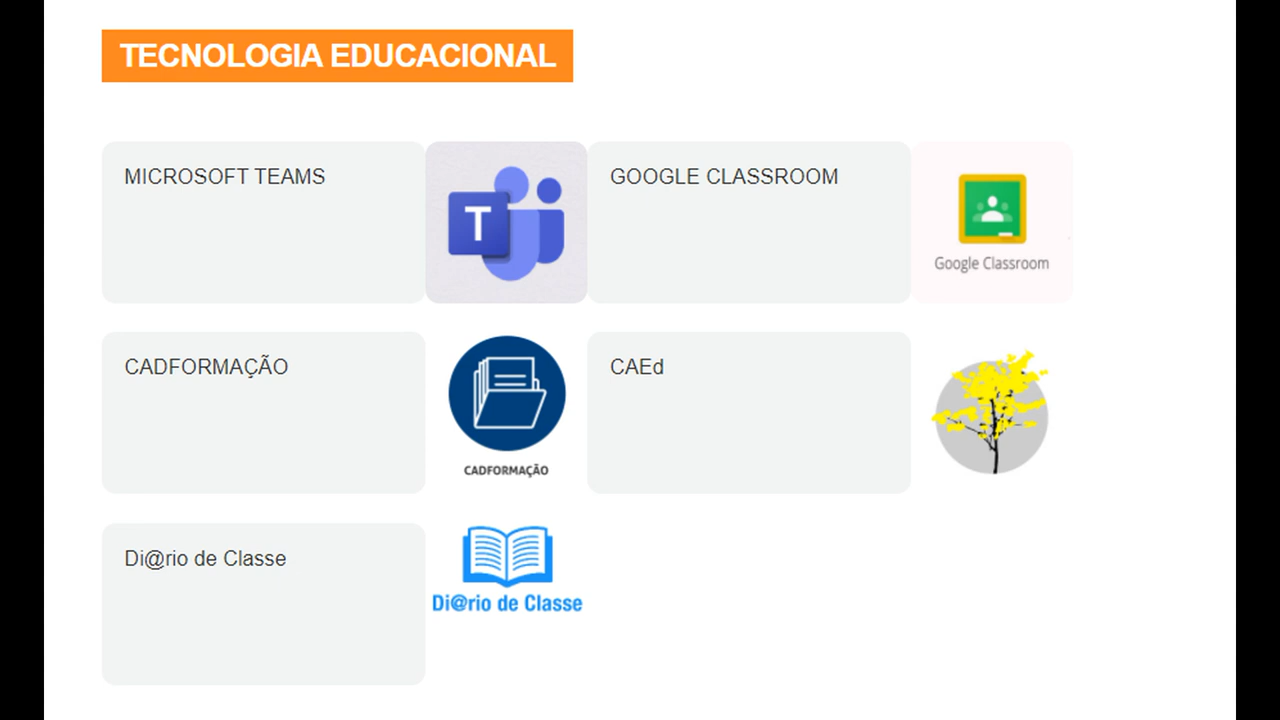 TECNOLOGIA EDUCACIONAL
MICROSOFT TEAMS
T
GOOGLE CLASSROOM
Google Classroom
CADFORMAÇÃO
CADFORMAÇÃO
CAEd
Di@rio de Classe
Di@rio de Classe